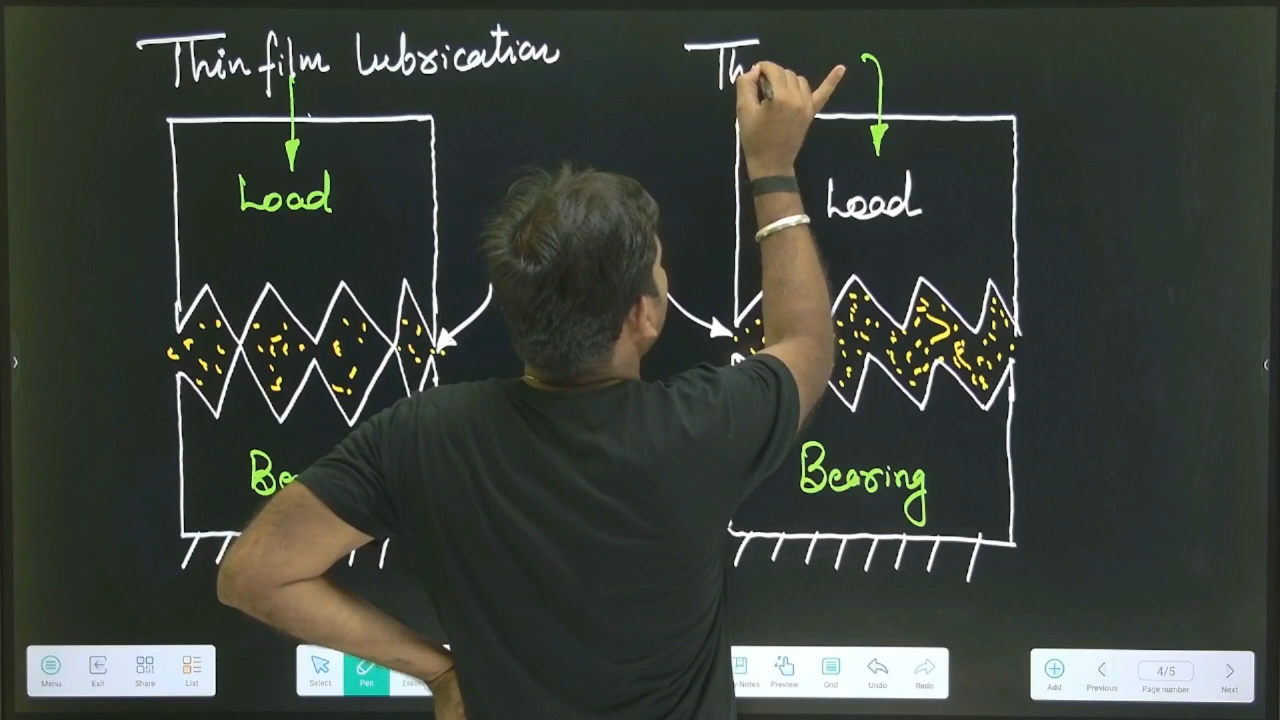 Thin film lubrication
Th
Load
Load
Bearing
Menu
Exit
Share
List
Select
Pen
Notes
Preview
Grid
Undo
Redo
Add
Previous
4/5
Page number
Next